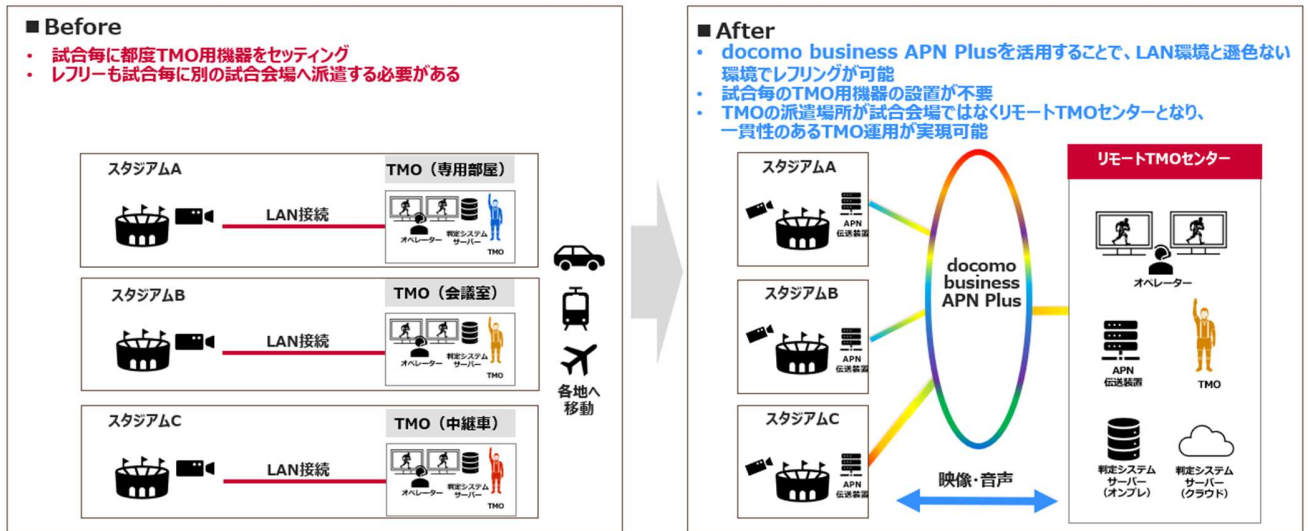 ■Before
• 試合毎に都度TMO用機器をセッティング
• レフリーも試合毎に別の試合会場へ派遣する必要がある
スタジアムA
TMO（専用部屋）
LAN接続
オペレーター
判定システム
サーバー
TMO
スタジアムB
TMO（会議室）
LAN接続
オペレーター
判定システム
サーバー
TMO
スタジアムC
TMO（中継車）
LAN接続
オペレーター
判定システム
サーバー
TMO
各地へ
移動
■After
• docomo business APN Plusを活用することで、LAN環境と遜色ない
環境でレフリングが可能
• 試合毎のTMO用機器の設置が不要
• TMOの派遣場所が試合会場ではなくリモートTMOセンターとなり、
一貫性のあるTMO運用が実現可能
スタジアムA
APN
伝送装置
スタジアムB
APN
伝送装置
スタジアムC
APN
伝送装置
docomo
business
APN Plus
映像・音声
リモートTMOセンター
オペレーター
APN
伝送装置
TMO
判定システム
サーバー
（オンプレ）
判定システム
サーバー
（クラウド）